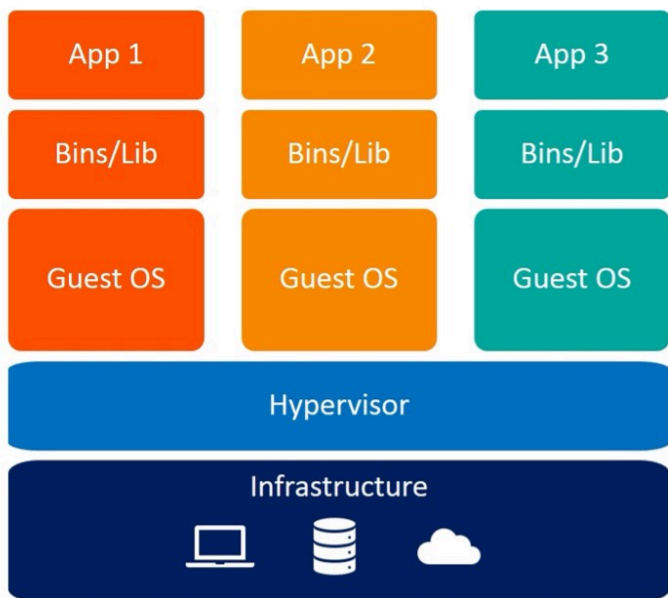 App 1
App 2
App 3
Bins/Lib
Bins/Lib
Bins/Lib
Guest OS
Guest OS
Guest OS
Hypervisor
Infrastructure